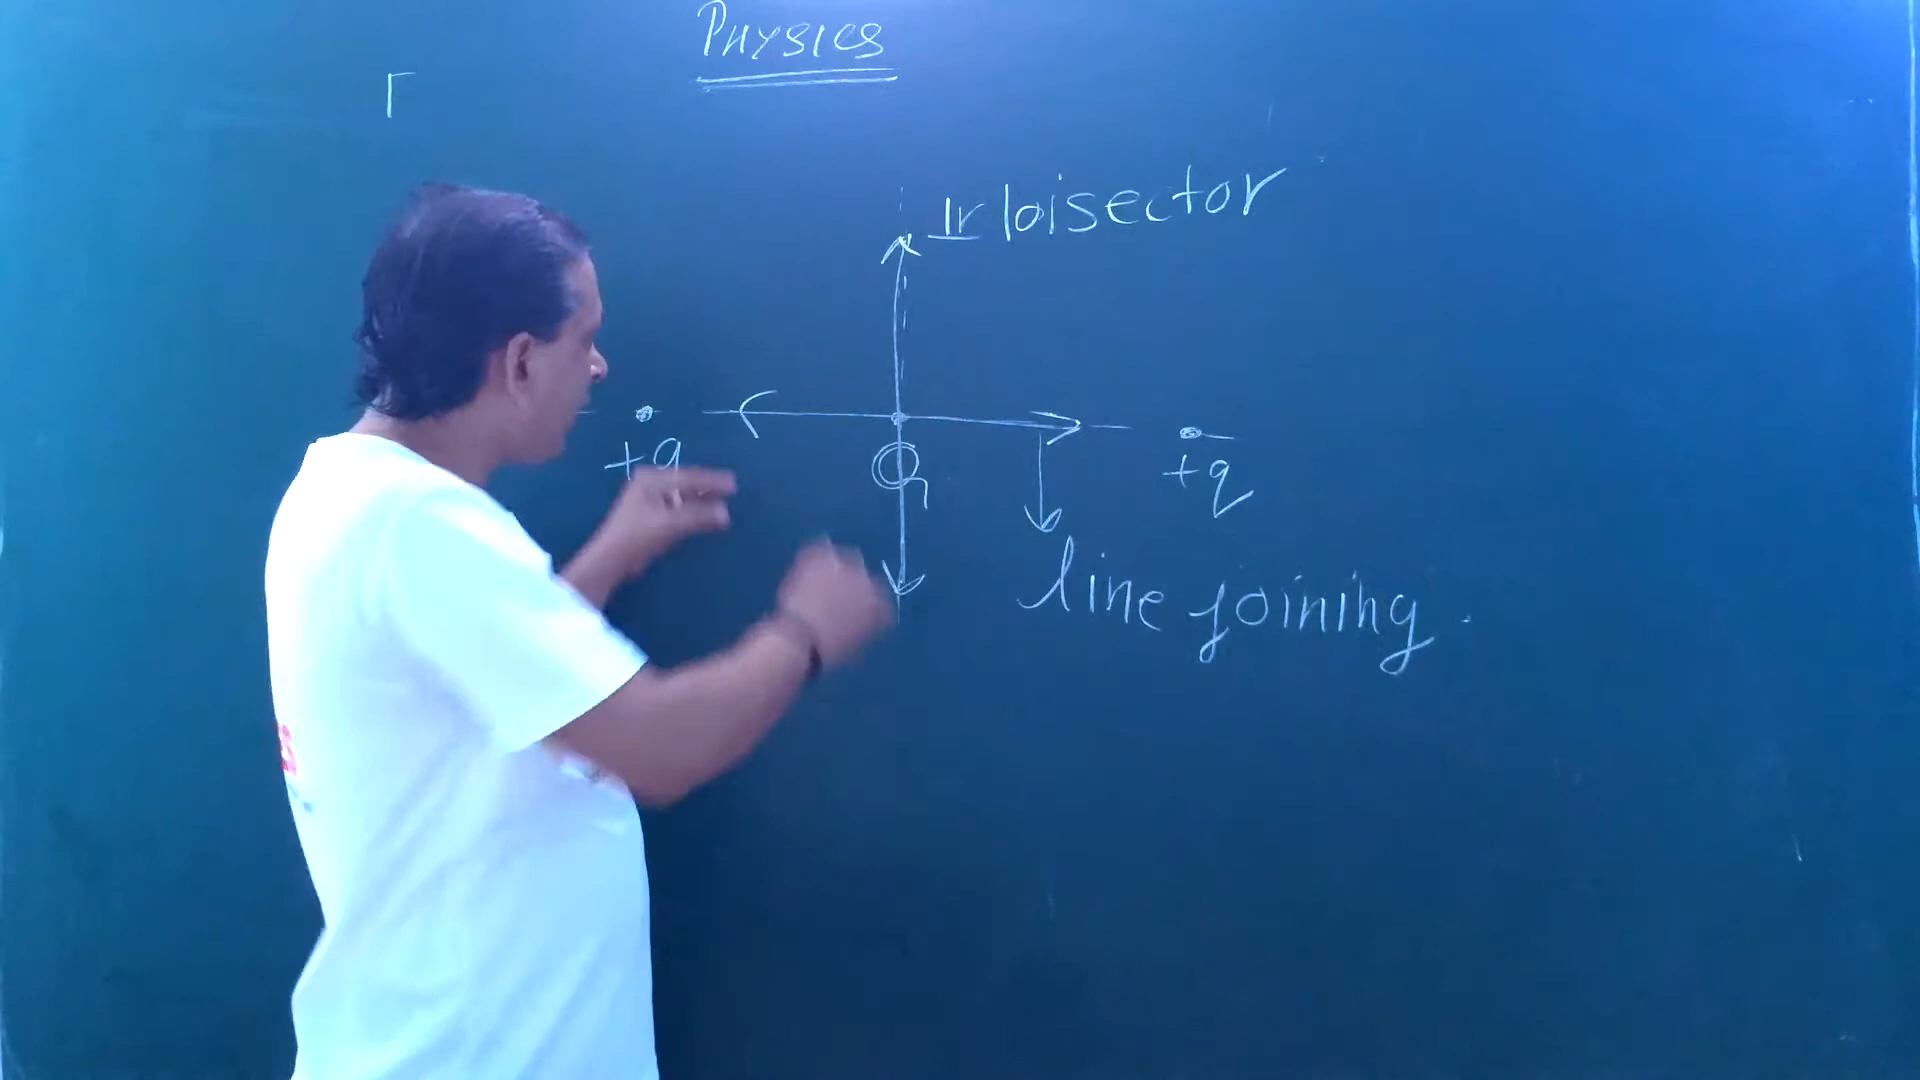 PHYSICS
⊥r bisector
+q
Q
+q
line joining